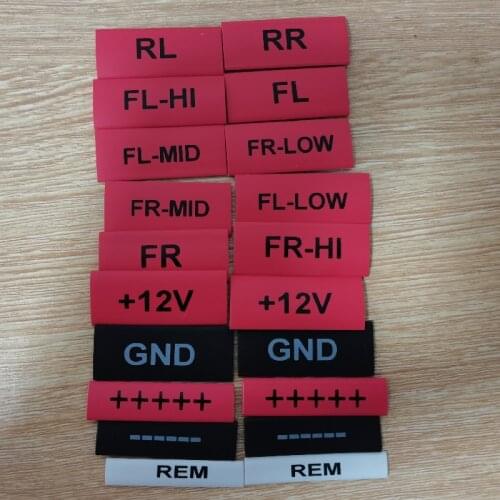 RL RR
FL-HI FL
FL-MID FR-LOW
FR-MID FL-LOW
FR FR-HI
+12V +12V
GND GND
+++++ +++++
------ ------
REM REM